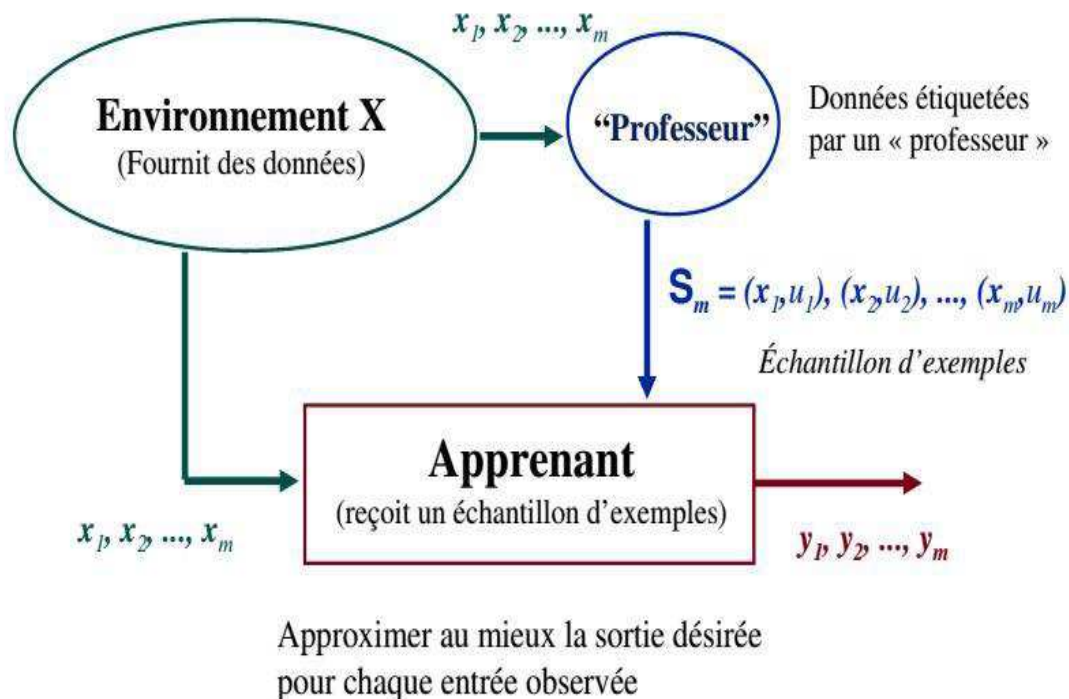 x1, x2, ..., xm
Environnement X
(Fournit des données)
“Professeur”
Données étiquetées
par un « professeur »
Sm = (x1,u1), (x2,u2), ..., (xm,um)
Échantillon d’exemples
Apprenant
(reçoit un échantillon d’exemples)
x1, x2, ..., xm
y1, y2, ..., ym
Approximer au mieux la sortie désirée
pour chaque entrée observée